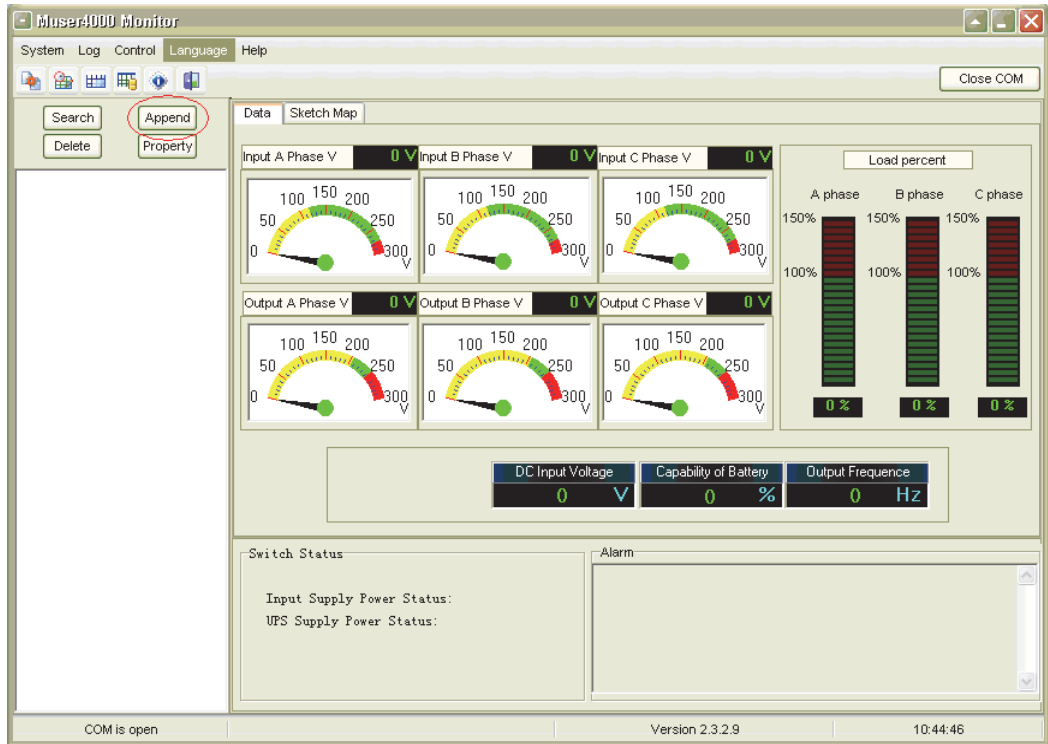 Muser4000 Monitor
System Log Control Language Help
Close COM
Search Append
Delete Property
Data Sketch Map
Input A Phase V 0 V Input B Phase V 0 V Input C Phase V 0 V
0 50 100 150 200 250 300 V
0 50 100 150 200 250 300 V
0 50 100 150 200 250 300 V
Output A Phase V 0 V Output B Phase V 0 V Output C Phase V 0 V
0 50 100 150 200 250 300 V
0 50 100 150 200 250 300 V
0 50 100 150 200 250 300 V
Load percent
A phase B phase C phase
150% 150% 150%
100% 100% 100%
0 % 0 % 0 %
DC Input Voltage Capability of Battery Output Frequence
0 V 0 % 0 Hz
Switch Status
Input Supply Power Status:
UPS Supply Power Status:
Alarm
COM is open Version 2.3.2.9 10:44:46